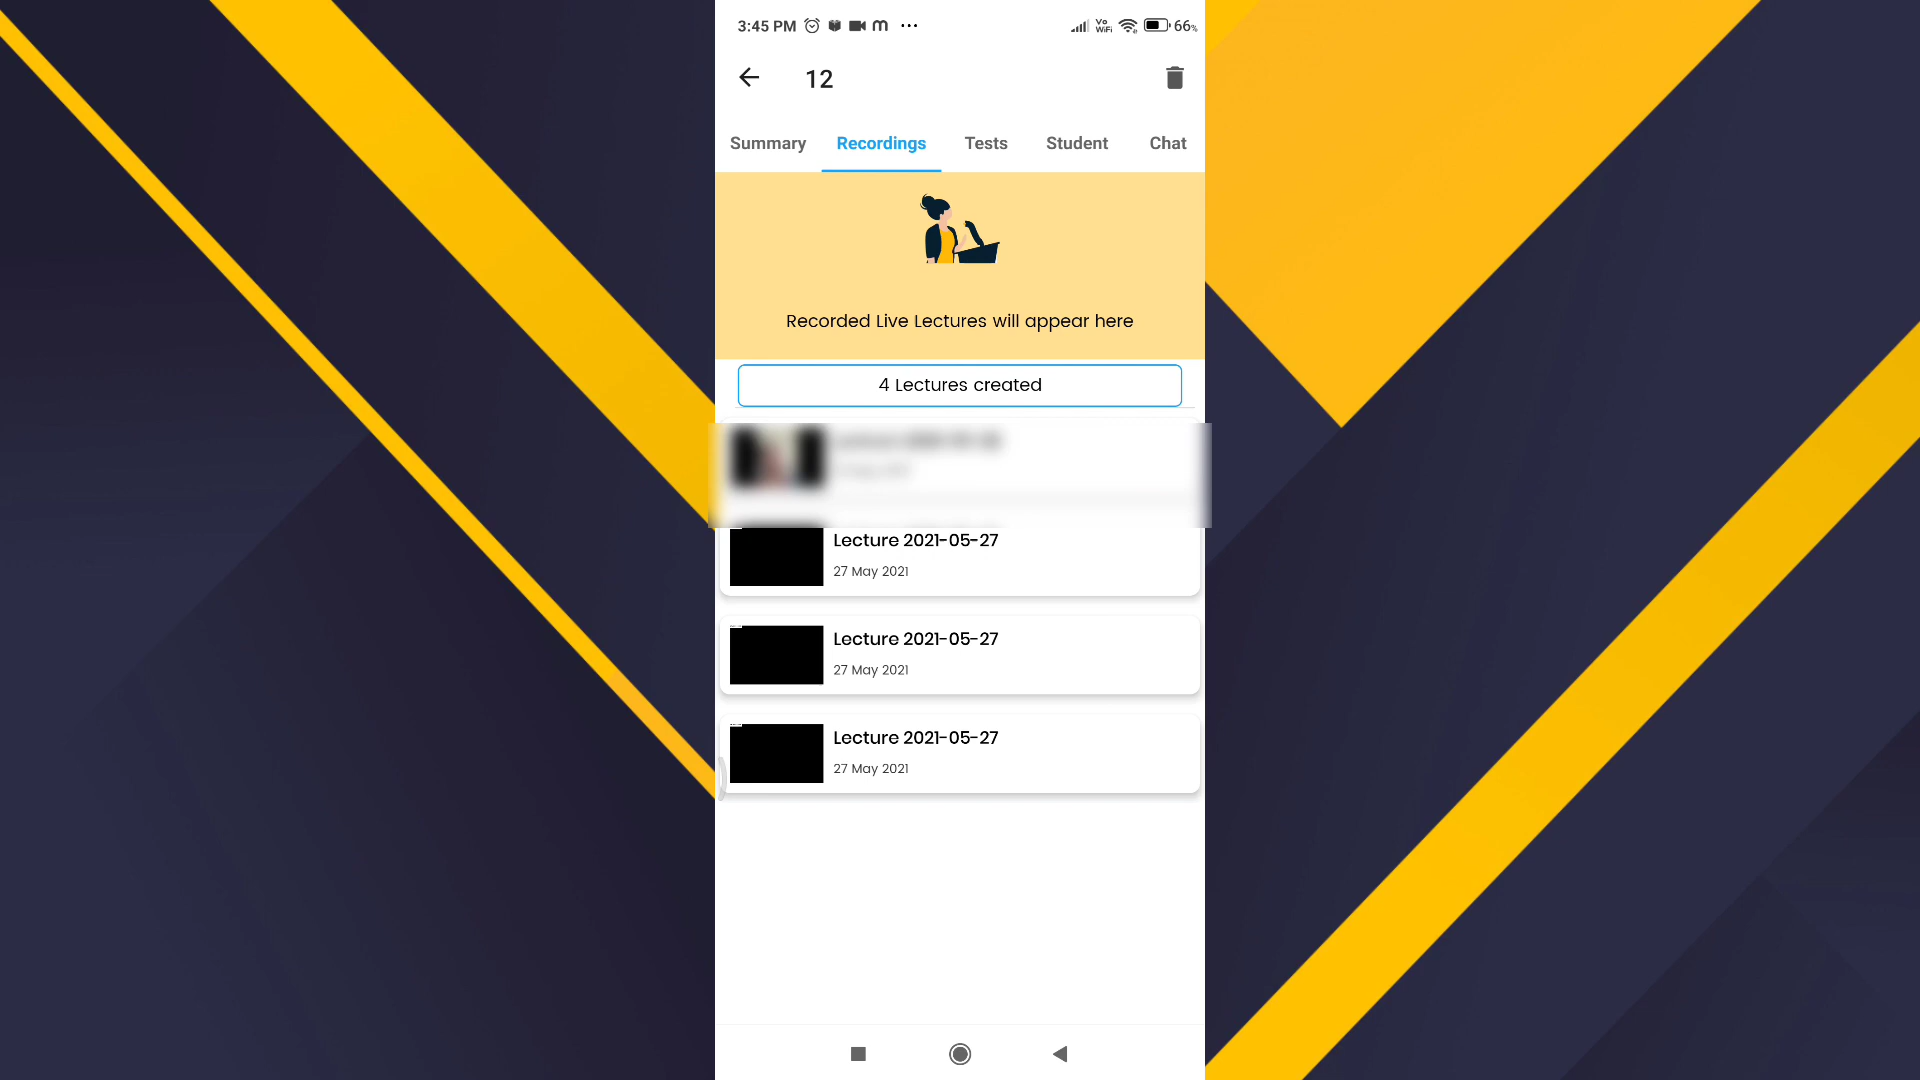 3:45 PM
Vo
WiFi
66%
12
Summary
Recordings
Tests
Student
Chat
Recorded Live Lectures will appear here
4 Lectures created
Lecture 2021-05-27
27 May 2021
Lecture 2021-05-27
27 May 2021
Lecture 2021-05-27
27 May 2021